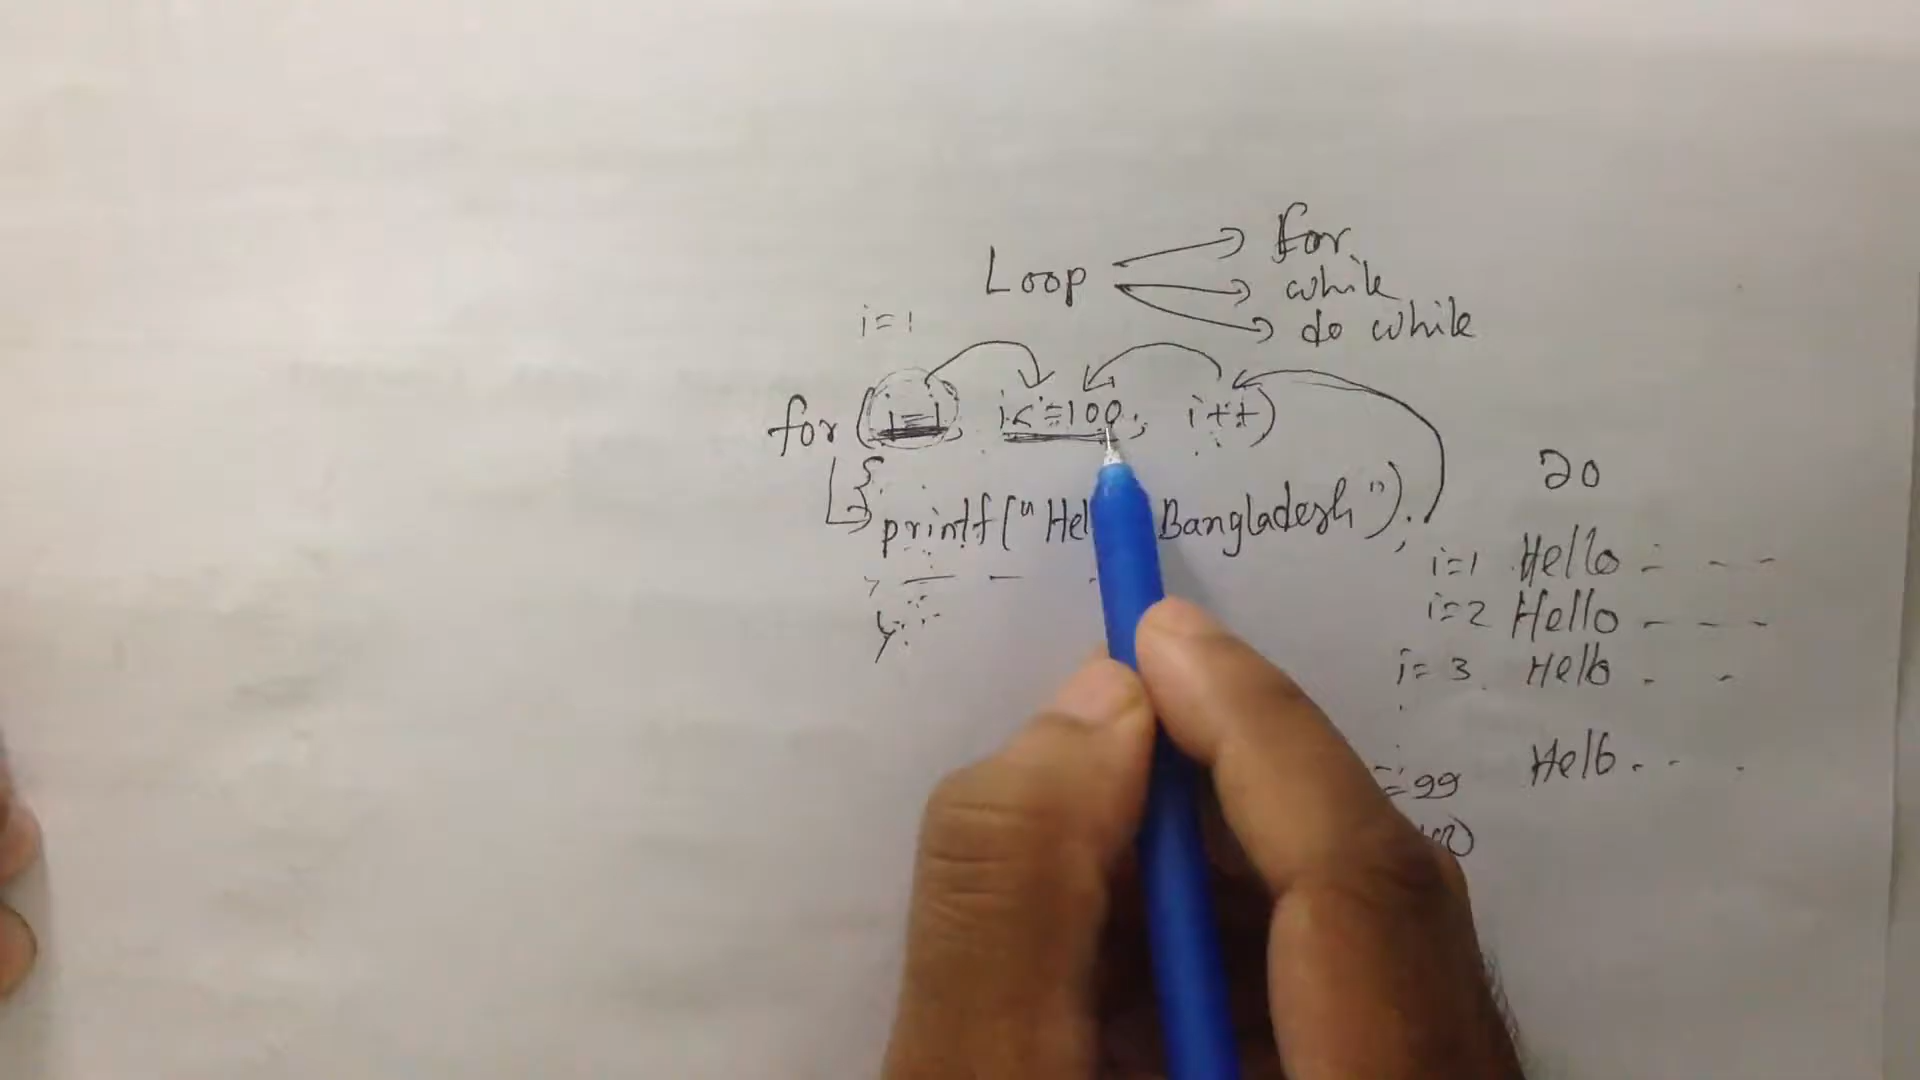 Loop
for
while
do while
i=1
for (i=1; i<=100; i++)
{
printf(" Bangladesh");
}
20
i=1 Hello - - -
i=2 Hello - - -
i=3 Hello - -
=99 Hello - - -